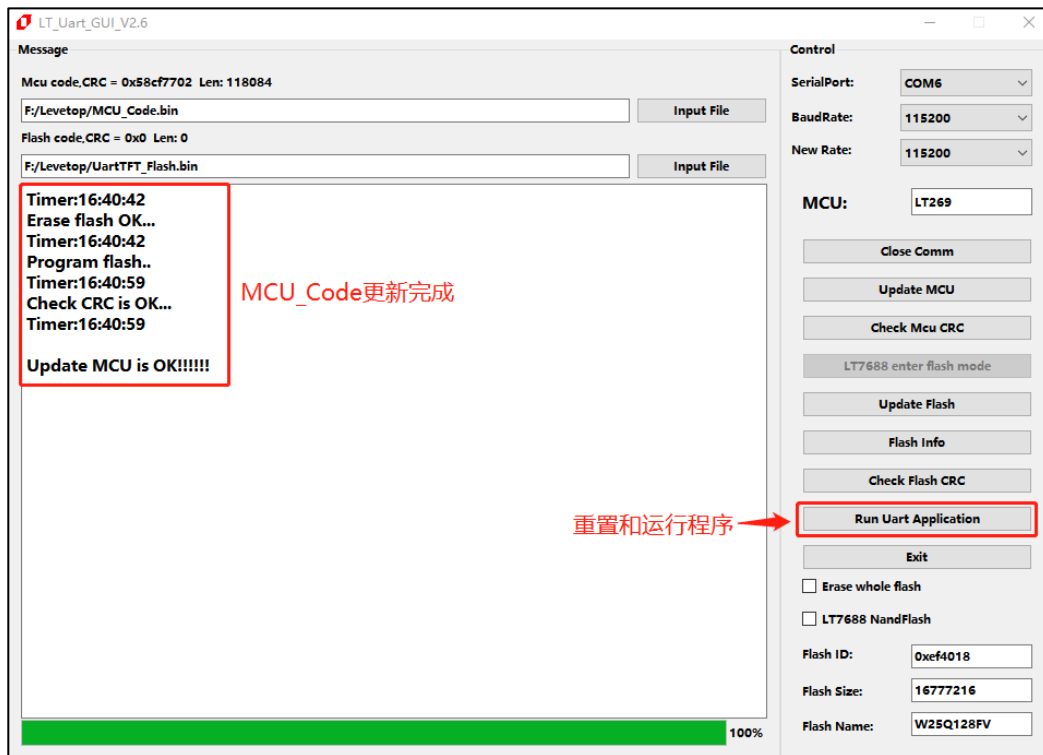 LT_Uart_GUI_V2.6
Message
Mcu code,CRC = 0x58cf7702 Len: 118084
F:/Levetop/MCU_Code.bin
Input File
Flash code,CRC = 0x0 Len: 0
F:/Levetop/UartTFT_Flash.bin
Input File
Timer:16:40:42
Erase flash OK...
Timer:16:40:42
Program flash..
Timer:16:40:59
Check CRC is OK...
Timer:16:40:59
Update MCU is OK!!!!!!
MCU_Code更新完成
重置和运行程序
100%
Control
SerialPort: COM6
BaudRate: 115200
New Rate: 115200
MCU: LT269
Close Comm
Update MCU
Check Mcu CRC
LT7688 enter flash mode
Update Flash
Flash Info
Check Flash CRC
Run Uart Application
Exit
Erase whole flash
LT7688 NandFlash
Flash ID: 0xef4018
Flash Size: 16777216
Flash Name: W25Q128FV